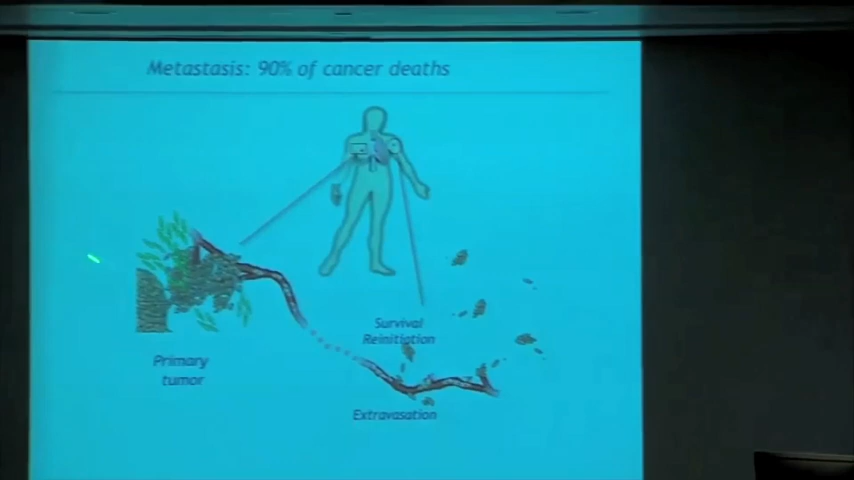 Metastasis: 90% of cancer deaths
Survival
Reinitiation
Primary
tumor
Extravasation